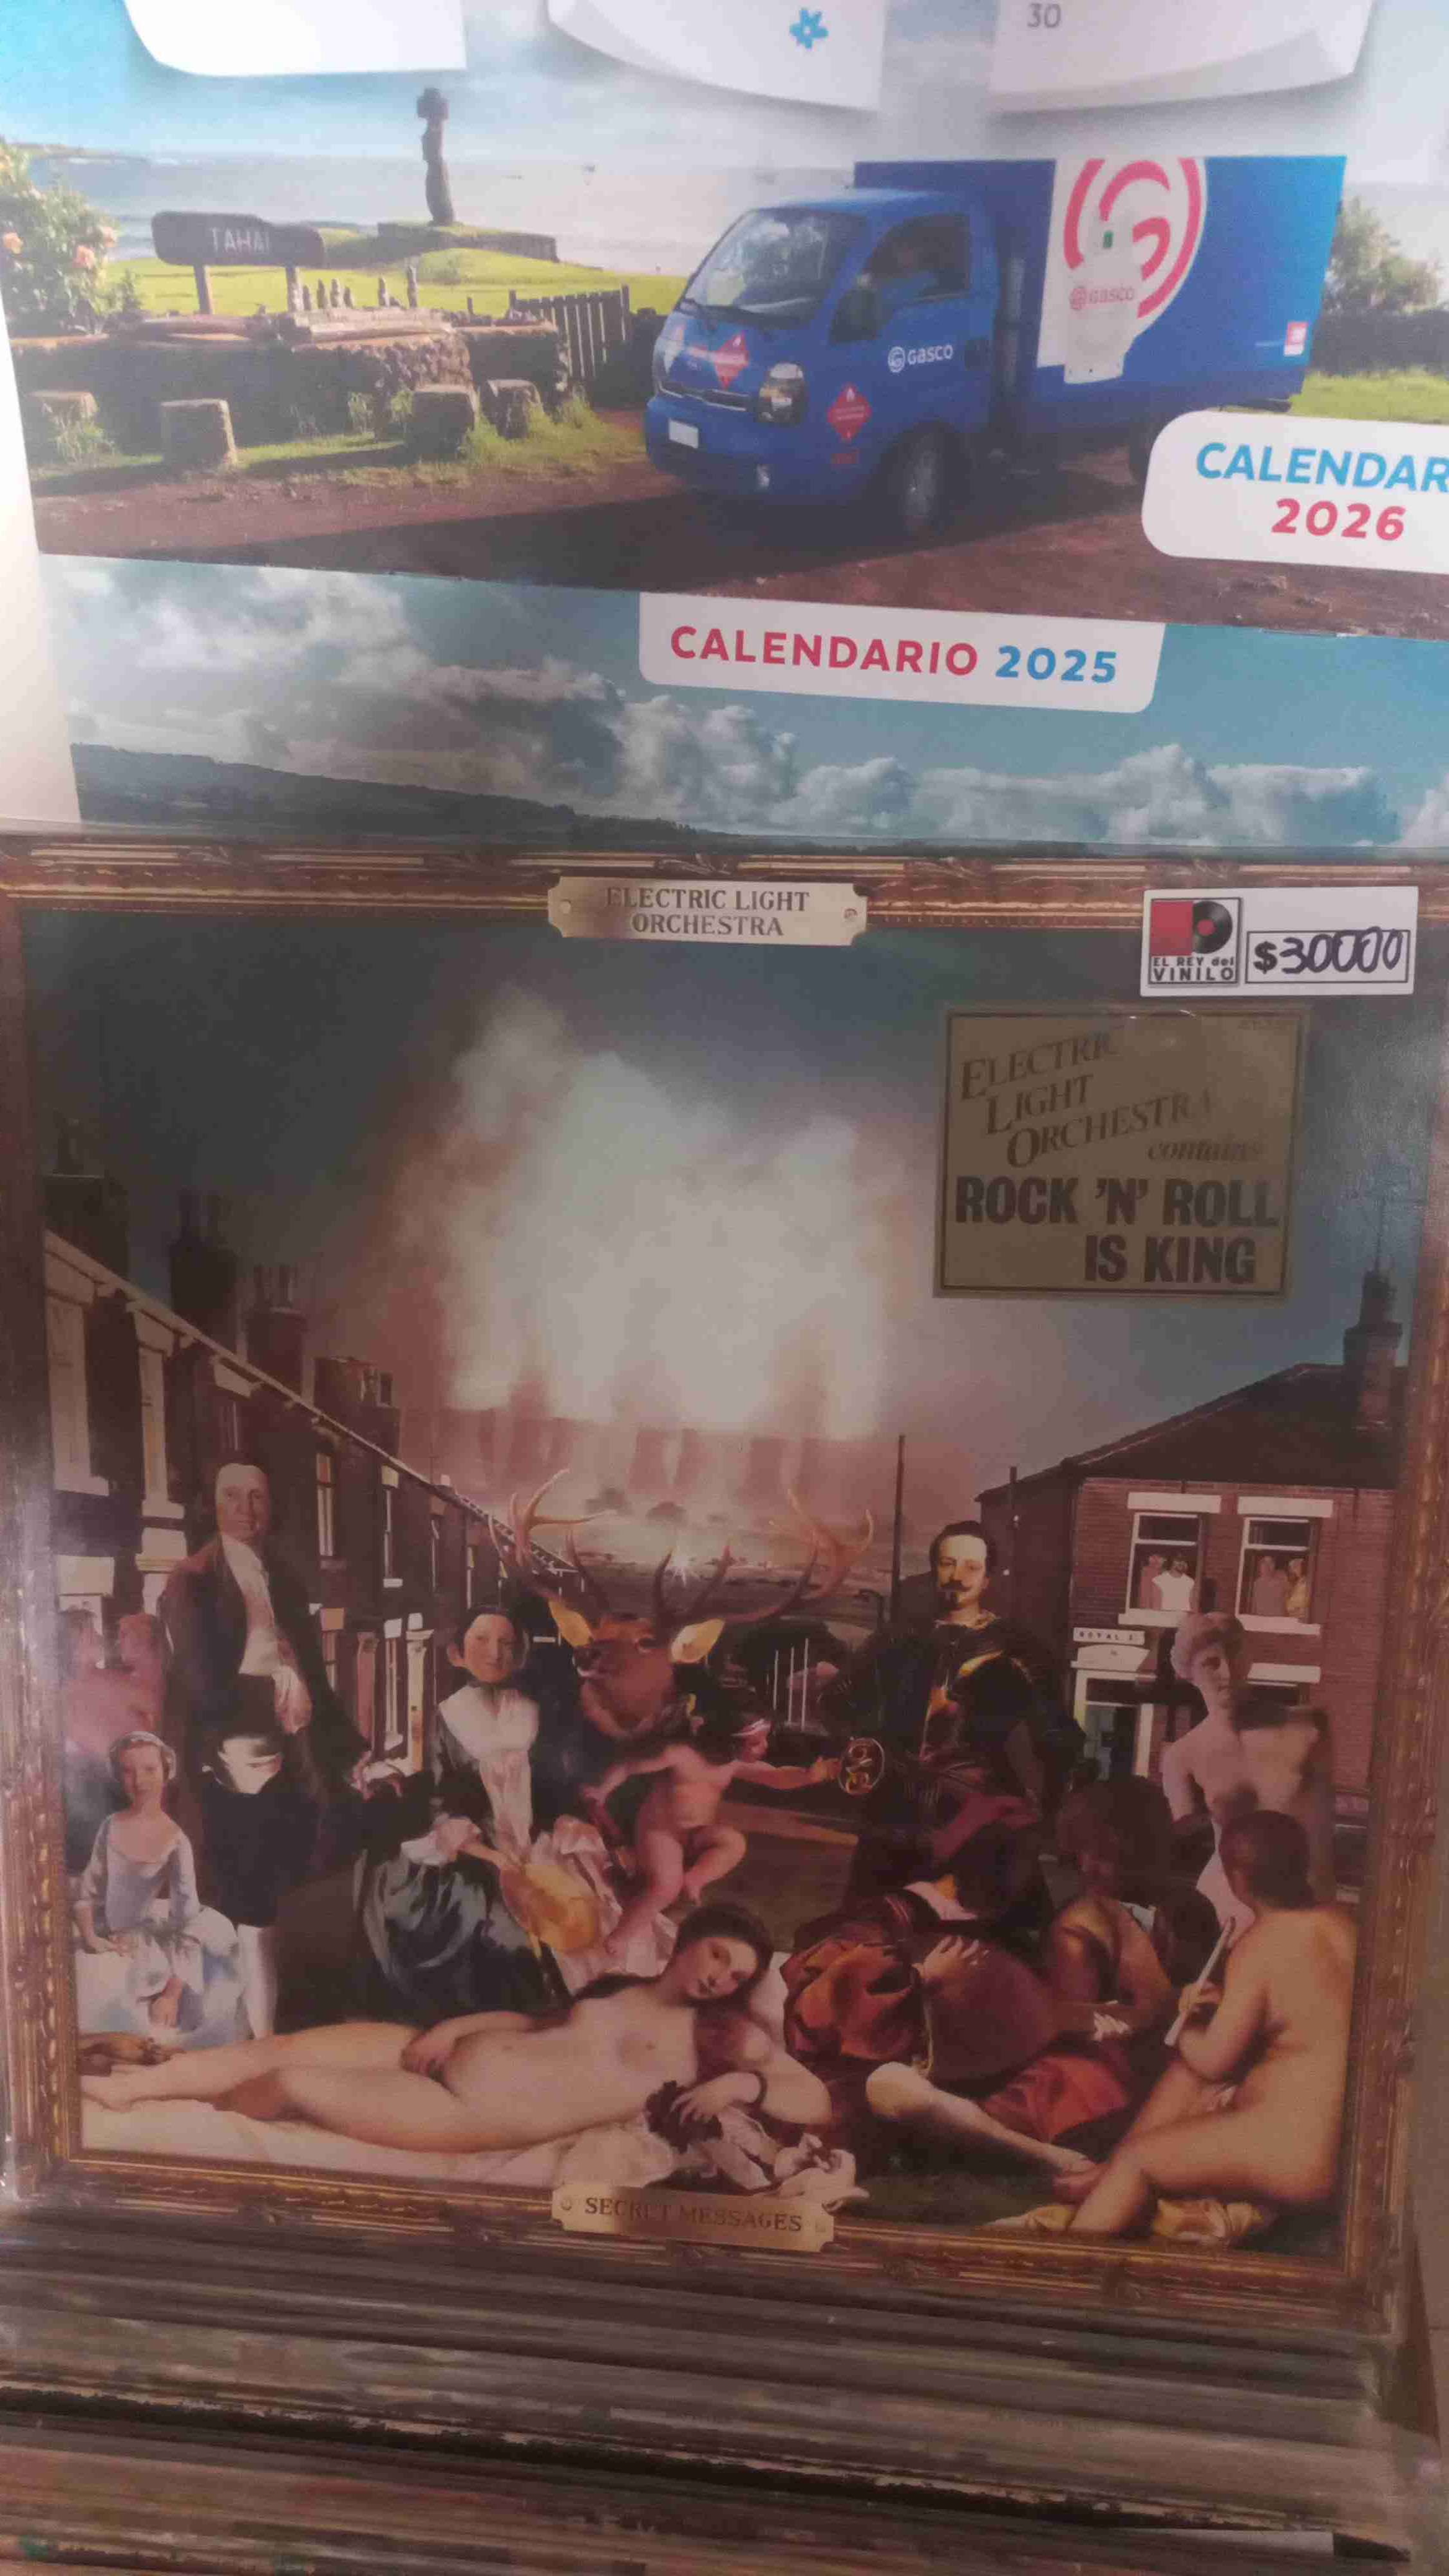 30
TAHAI
GASCO
GASCO
CALENDAR
2026
CALENDARIO 2025
ELECTRIC LIGHT
ORCHESTRA
EL REY del
VINILO
$30000
ELECTRIC
LIGHT
ORCHESTRA
contains
ROCK 'N' ROLL
IS KING
ROYAL
SECRET MESSAGES